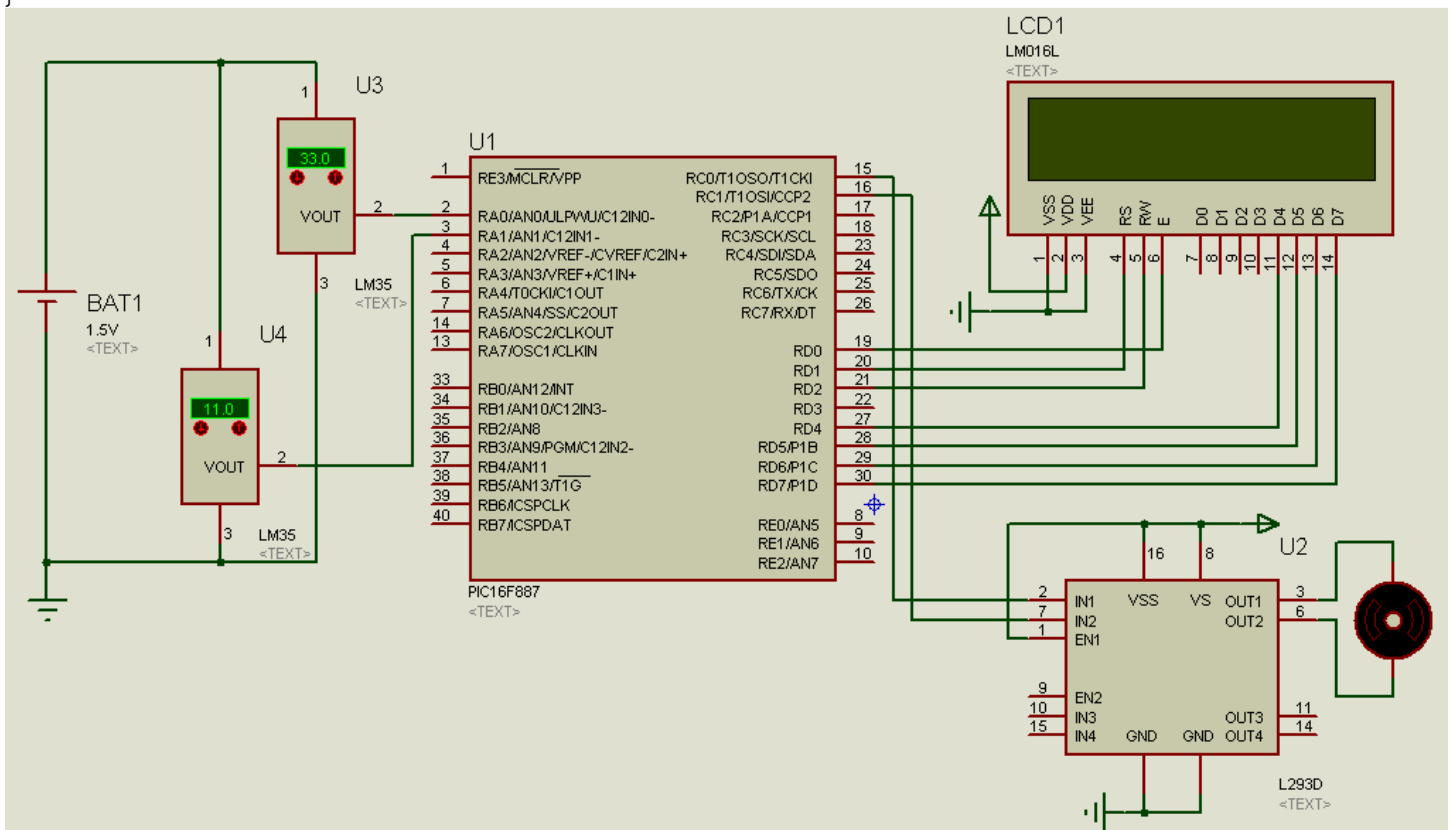 }
LCD1
LM016L
<TEXT>
VSS
VDD
VEE
RS
RW
E
D0
D1
D2
D3
D4
D5
D6
D7
1
2
3
4
5
6
7
8
9
10
11
12
13
14
U3
1
33.0
VOUT
2
3
LM35
<TEXT>
BAT1
1.5V
<TEXT>
U4
1
11.0
VOUT
2
3
LM35
<TEXT>
U1
1 RE3/MCLR/VPP
2 RA0/AN0/ULPWU/C12IN0-
3 RA1/AN1/C12IN1-
4 RA2/AN2/VREF-/CVREF/C2IN+
5 RA3/AN3/VREF+/C1IN+
6 RA4/T0CKI/C1OUT
7 RA5/AN4/SS/C2OUT
14 RA6/OSC2/CLKOUT
13 RA7/OSC1/CLKIN
33 RB0/AN12/INT
34 RB1/AN10/C12IN3-
35 RB2/AN8
36 RB3/AN9/PGM/C12IN2-
37 RB4/AN11
38 RB5/AN13/T1G
39 RB6/ICSPCLK
40 RB7/ICSPDAT
RC0/T1OSO/T1CKI 15
RC1/T1OSI/CCP2 16
RC2/P1A/CCP1 17
RC3/SCK/SCL 18
RC4/SDI/SDA 23
RC5/SDO 24
RC6/TX/CK 25
RC7/RX/DT 26
RD0 19
RD1 20
RD2 21
RD3 22
RD4 27
RD5/P1B 28
RD6/P1C 29
RD7/P1D 30
RE0/AN5 8
RE1/AN6 9
RE2/AN7 10
PIC16F887
<TEXT>
U2
16
8
2 IN1
7 IN2
1 EN1
9 EN2
10 IN3
15 IN4
VSS
VS
OUT1 3
OUT2 6
OUT3 11
OUT4 14
GND
GND
L293D
<TEXT>